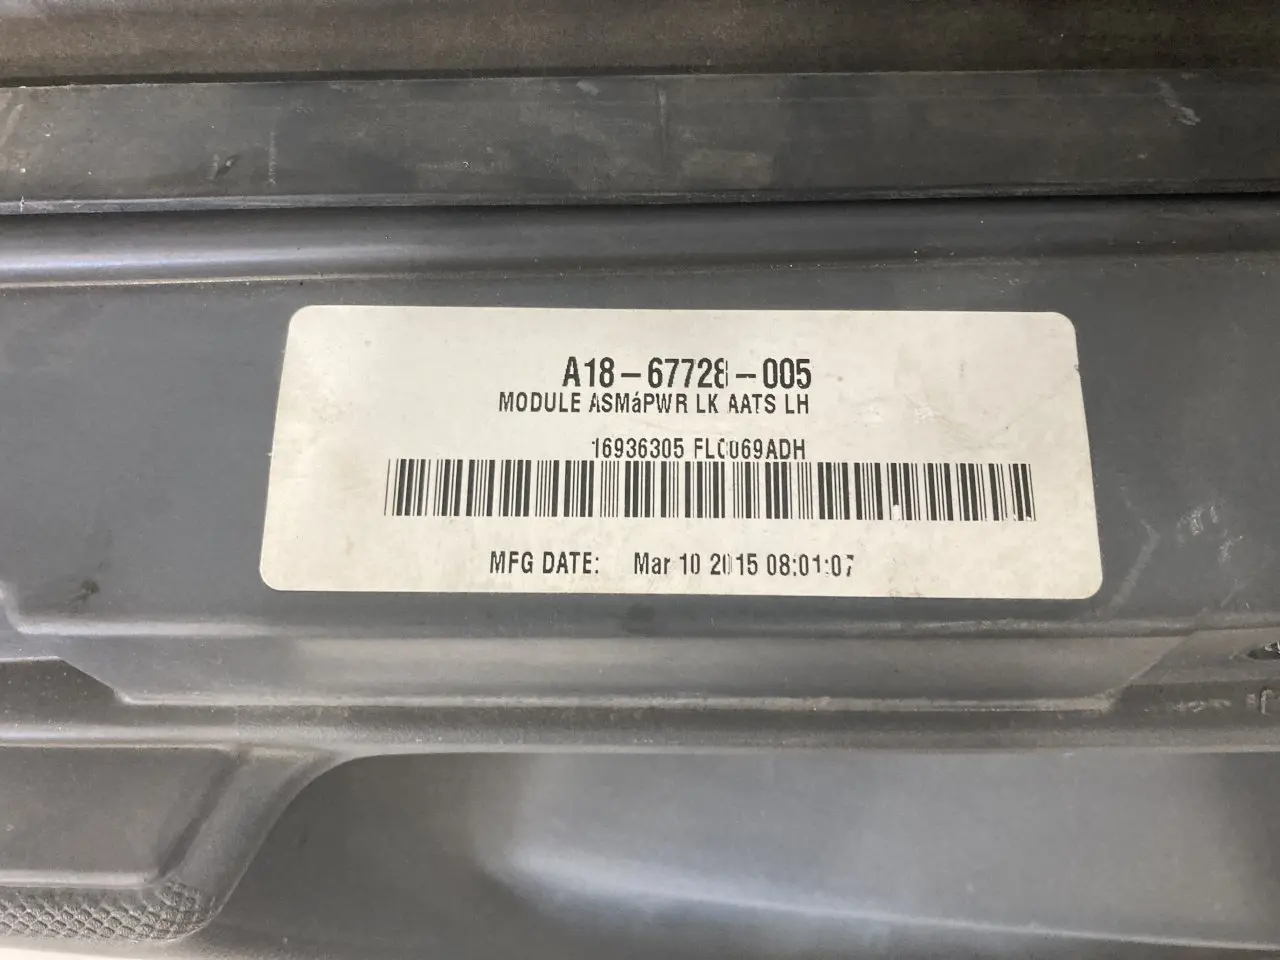 A18-67728-005
MODULE ASMáPWR LK AATS LH
16936305 FLC069ADH
MFG DATE: Mar 10 2015 08:01:07